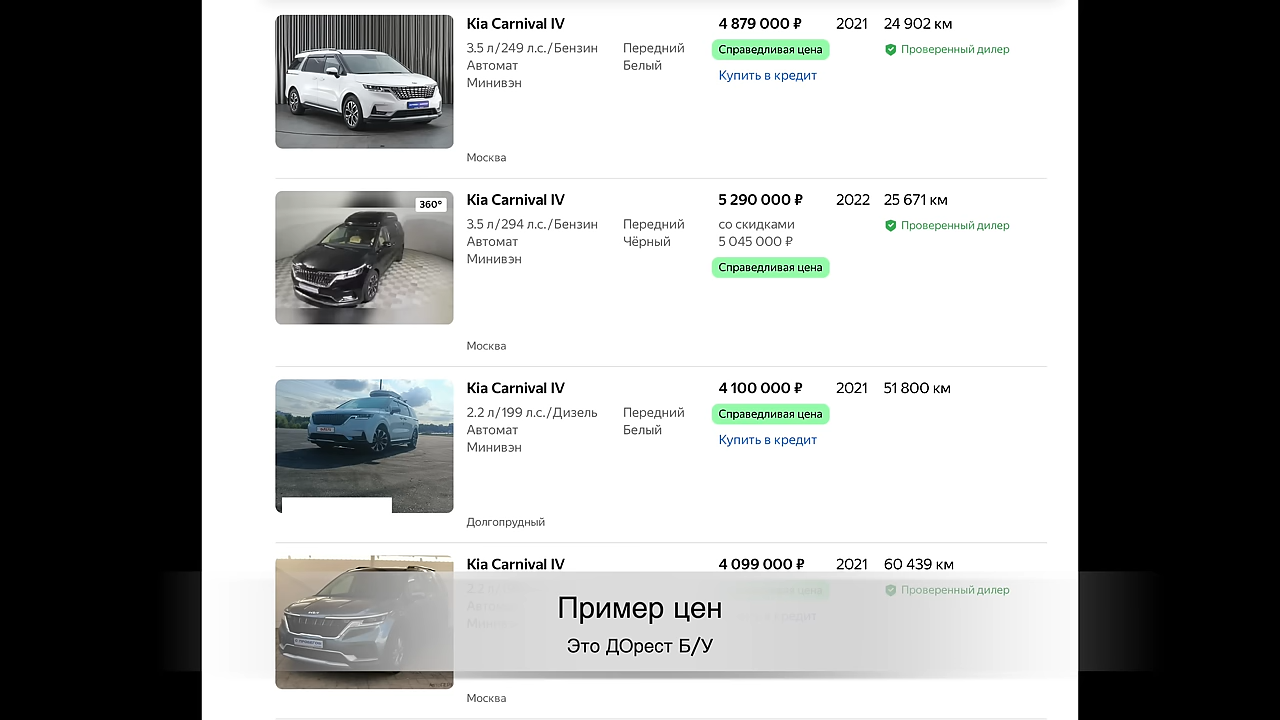 Kia Carnival IV
4 879 000 ₽
2021
24 902 км
3.5 л/249 л.с./Бензин
Передний
Справедливая цена
Проверенный дилер
Автомат
Белый
Купить в кредит
Минивэн
Москва
360°
Kia Carnival IV
5 290 000 ₽
2022
25 671 км
3.5 л/294 л.с./Бензин
Передний
со скидками
Проверенный дилер
Автомат
Чёрный
5 045 000 ₽
Минивэн
Справедливая цена
Москва
Kia Carnival IV
4 100 000 ₽
2021
51 800 км
2.2 л/199 л.с./Дизель
Передний
Справедливая цена
Автомат
Белый
Купить в кредит
Минивэн
Долгопрудный
Kia Carnival IV
4 099 000 ₽
2021
60 439 км
Проверенный дилер
Пример цен
Это ДОрест Б/У
Москва